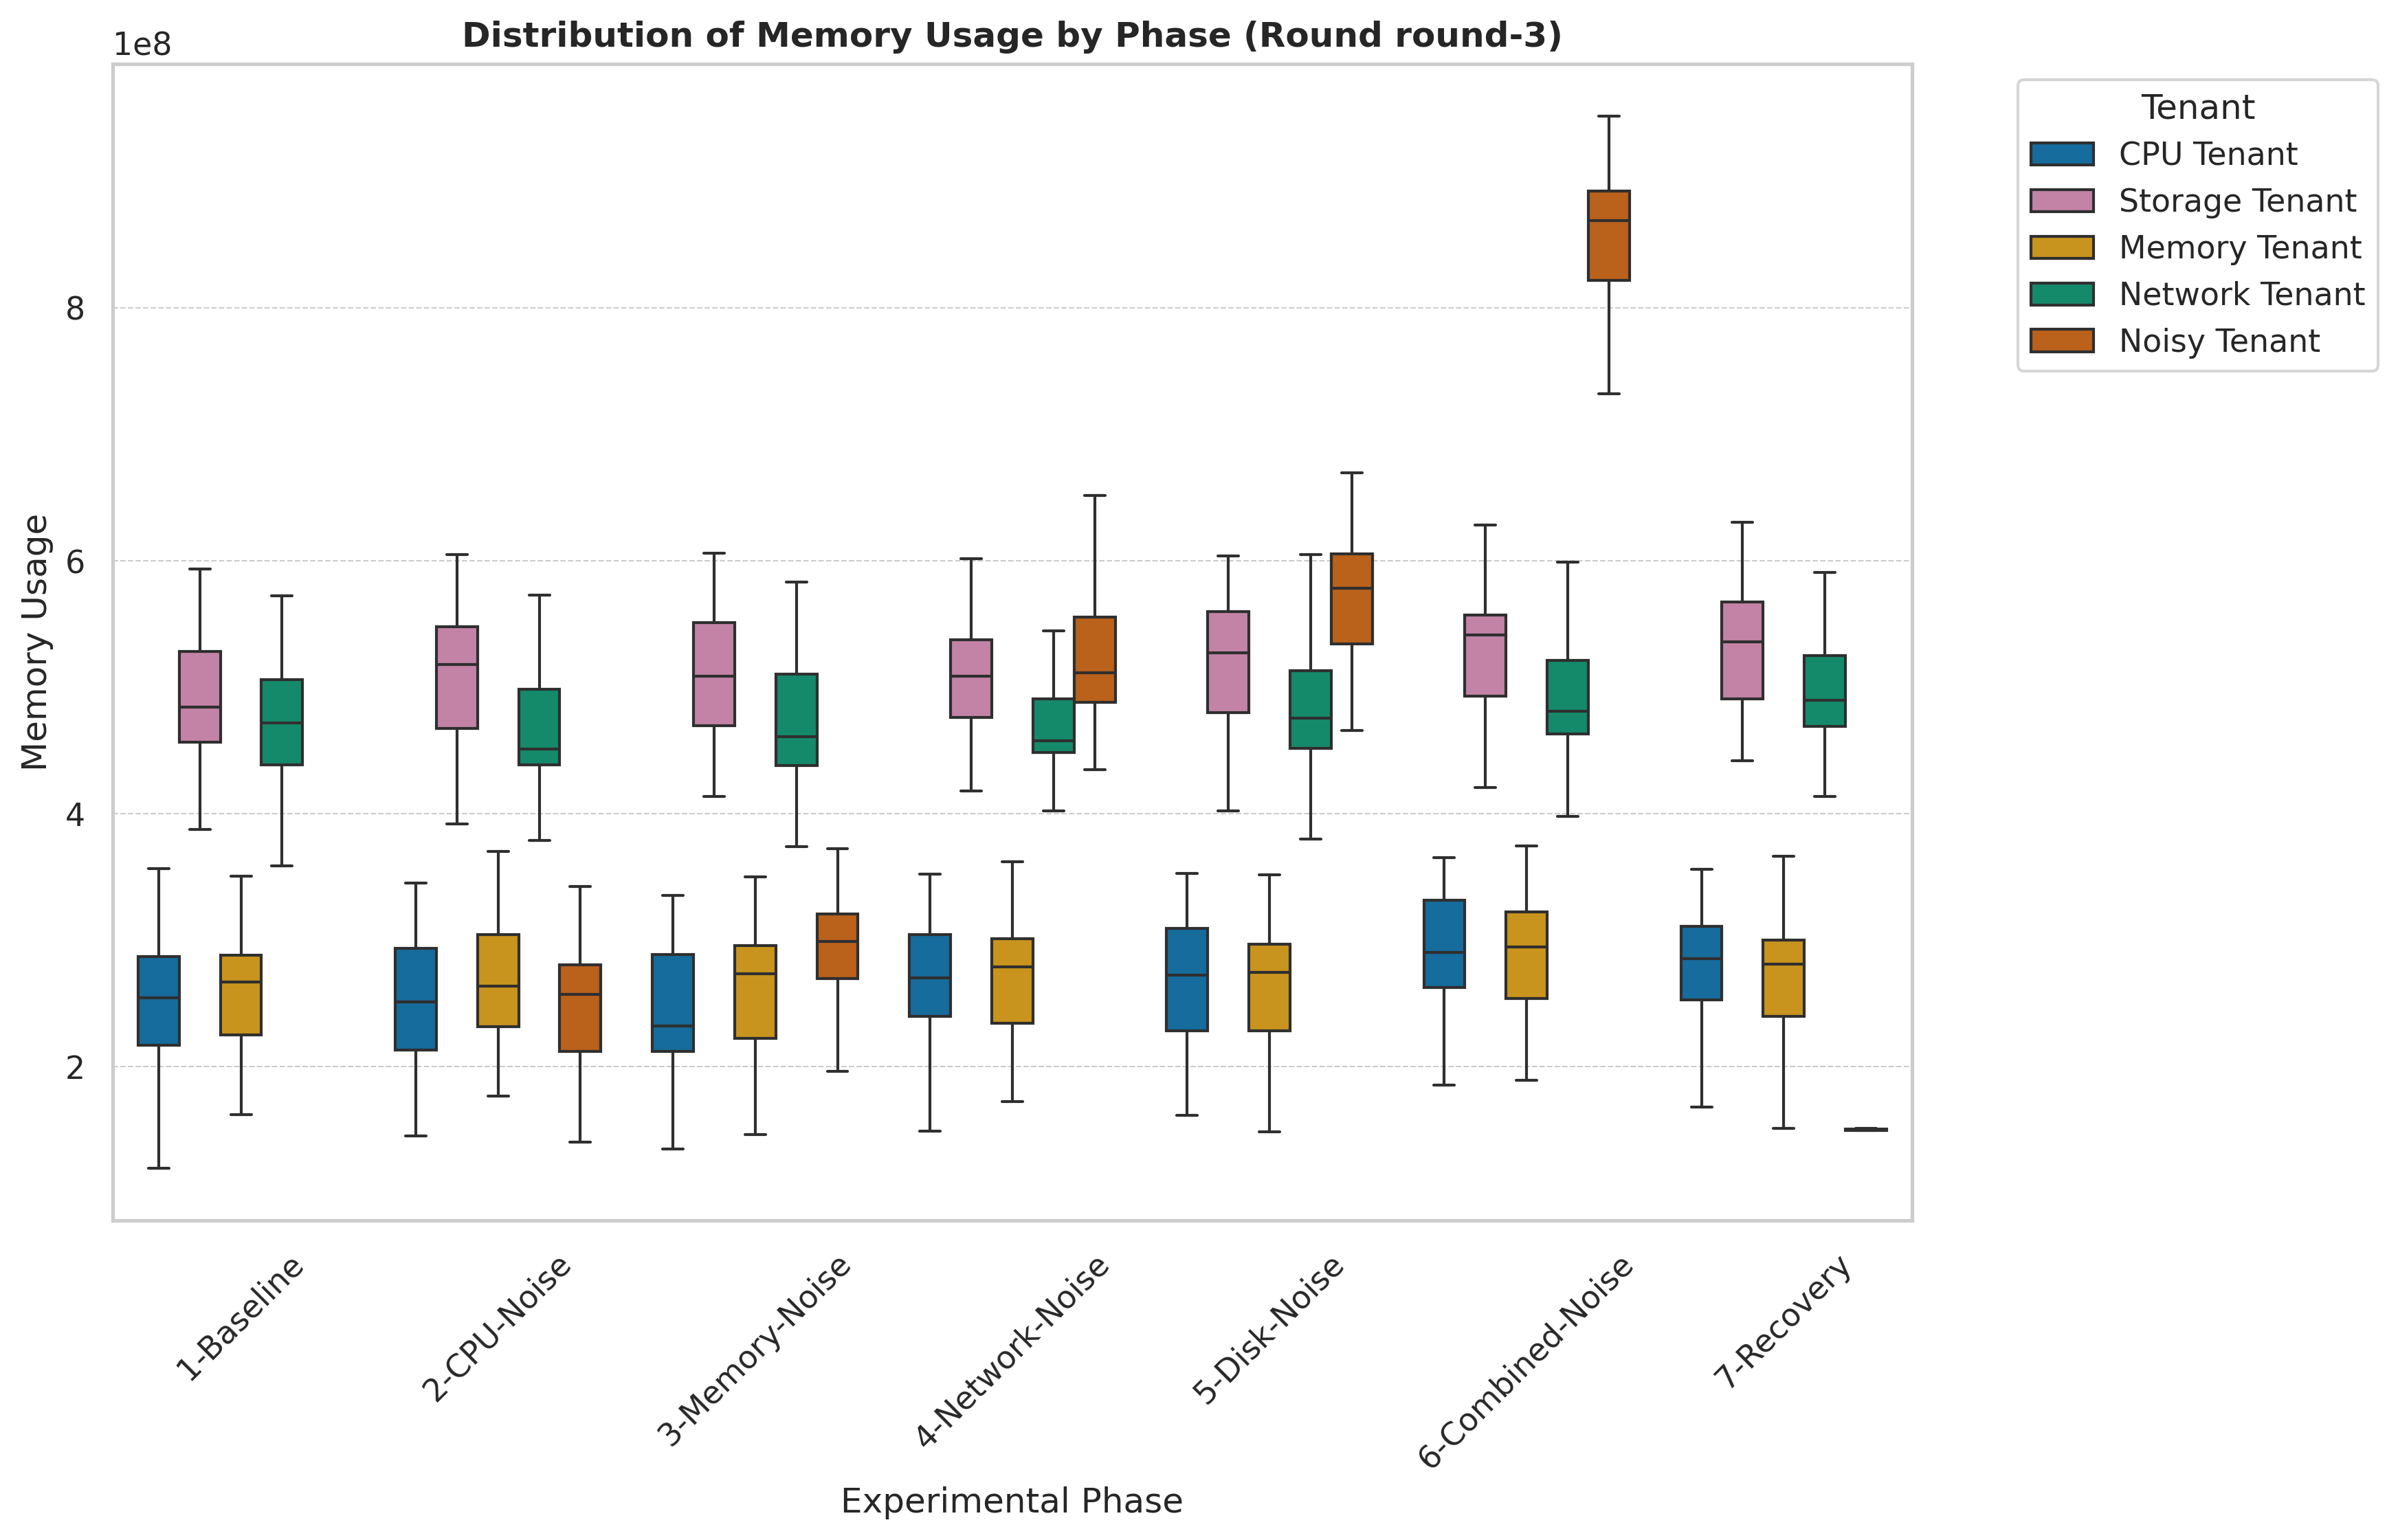 Distribution of Memory Usage by Phase (Round round-3)
1e8
8
6
4
2
Memory Usage
1-Baseline
2-CPU-Noise
3-Memory-Noise
4-Network-Noise
5-Disk-Noise
6-Combined-Noise
7-Recovery
Experimental Phase
Tenant
CPU Tenant
Storage Tenant
Memory Tenant
Network Tenant
Noisy Tenant